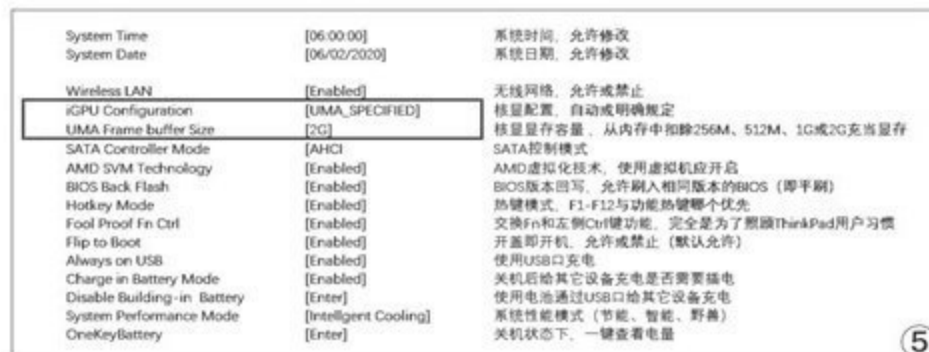 System Time [06:00:00] 系统时间，允许修改
System Date [06/02/2020] 系统日期，允许修改
Wireless LAN [Enabled] 无线网络，允许或禁止
iGPU Configuration [UMA_SPECIFIED] 核显配置，自动或明确规定
UMA Frame buffer Size [2G] 核显显存容量，从内存中扣除256M、512M、1G或2G充当显存
SATA Controller Mode [AHCI SATA控制模式
AMD SVM Technology [Enabled] AMD虚拟化技术，使用虚拟机应开启
BIOS Back Flash [Enabled] BIOS版本回写，允许刷入相同版本的BIOS（即平刷）
Hotkey Mode [Enabled] 热键模式，F1-F12与功能热键哪个优先
Fool Proof Fn Ctrl [Enabled] 交换Fn和左侧Ctrl键功能，完全是为了照顾ThinkPad用户习惯
Flip to Boot [Enabled] 开盖即开机，允许或禁止（默认允许）
Always on USB [Enabled] 使用USB口充电
Charge in Battery Mode [Enabled] 关机后给其它设备充电是否需要插电
Disable Building-in Battery [Enter] 使用电池通过USB口给其它设备充电
System Performance Mode [Intellgent Cooling] 系统性能模式（节能、智能、野兽）
OneKeyBattery [Enter] 关机状态下，一键查看电量
⑤